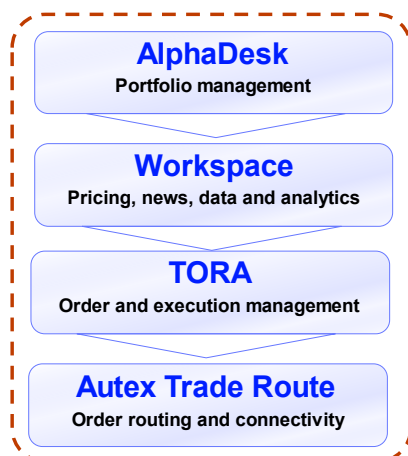 AlphaDesk
Portfolio management
Workspace
Pricing, news, data and analytics
TORA
Order and execution management
Autex Trade Route
Order routing and connectivity